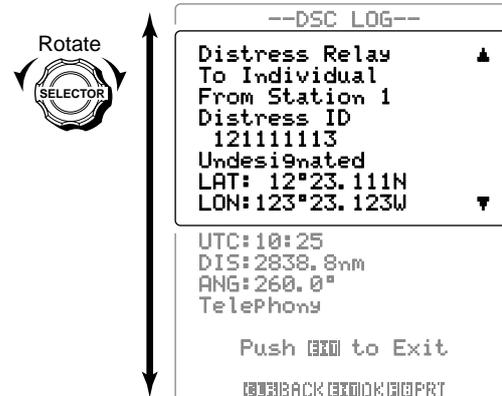 Rotate
SELECTOR
--DSC LOG--
Distress Relay
To Individual
From Station 1
Distress ID
121111113
Undesignated
LAT: 12°23.111N
LON:123°23.123W
UTC:10:25
DIS:2838.8nm
ANG:260.0°
Telephony
Push EXIT to Exit
BACK OK PRT